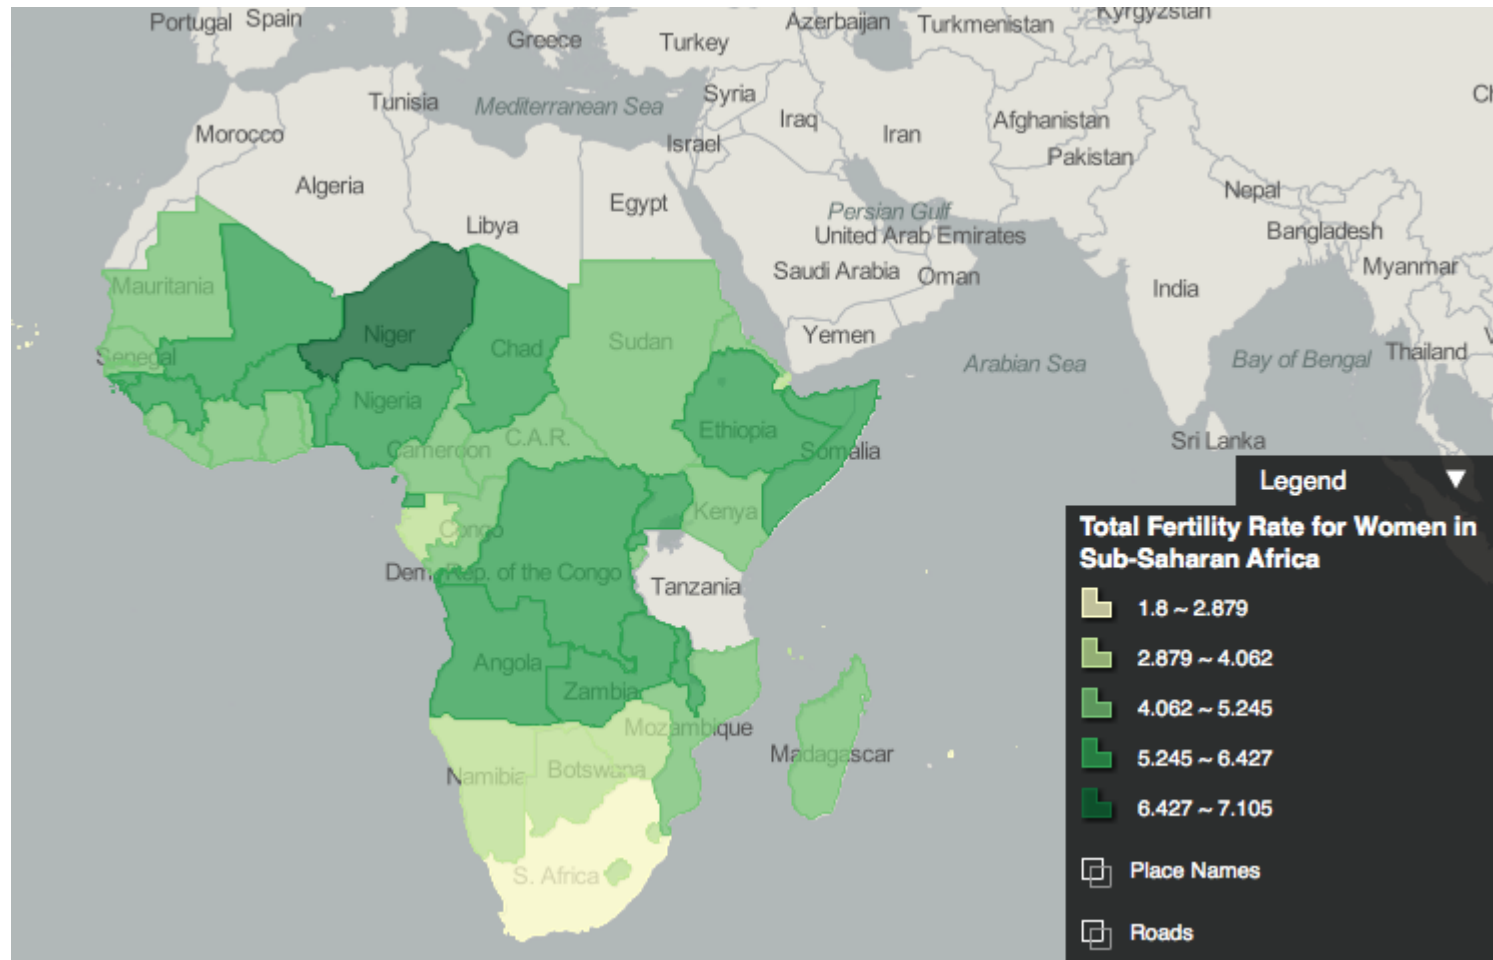 Portugal
Spain
Greece
Turkey
Azerbaijan
Turkmenistan
Kyrgyzstan
Tunisia
Mediterranean Sea
Syria
Iraq
Iran
Afghanistan
Ch
Morocco
Israel
Pakistan
Algeria
Libya
Egypt
Nepal
Persian Gulf
United Arab Emirates
Bangladesh
Saudi Arabia
Oman
Myanmar
Mauritania
India
Niger
Chad
Sudan
Yemen
V
Senegal
Arabian Sea
Bay of Bengal
Thailand
Nigeria
Ethiopia
Cameroon
C.A.R.
Somalia
Sri Lanka
Kenya
Congo
Dem. Rep. of the Congo
Tanzania
Angola
Zambia
Mozambique
Madagascar
Namibia
Botswana
S. Africa
Legend
Total Fertility Rate for Women in
Sub-Saharan Africa
1.8 ~ 2.879
2.879 ~ 4.062
4.062 ~ 5.245
5.245 ~ 6.427
6.427 ~ 7.105
Place Names
Roads